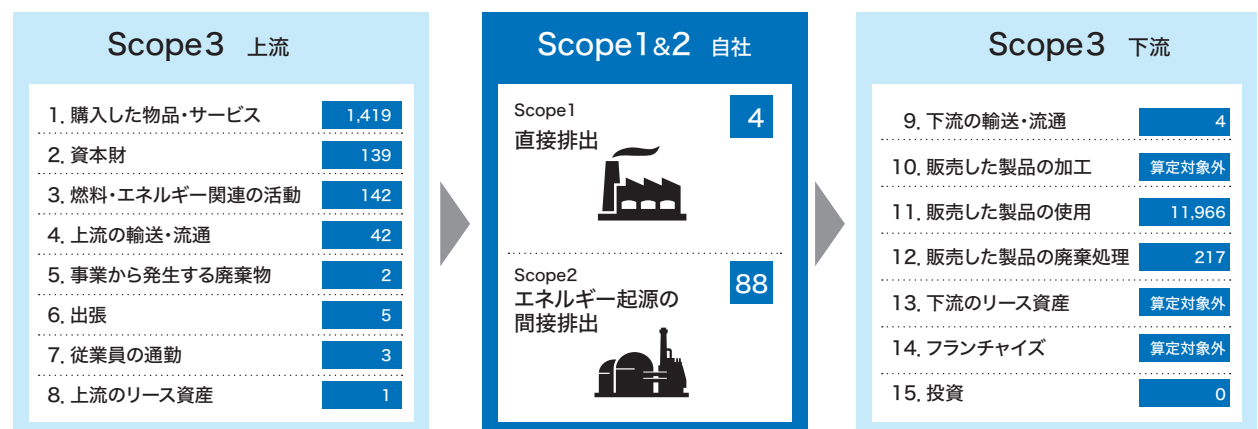 Scope3 上流
1. 購入した物品・サービス 1,419
2. 資本財 139
3. 燃料・エネルギー関連の活動 142
4. 上流の輸送・流通 42
5. 事業から発生する廃棄物 2
6. 出張 5
7. 従業員の通勤 3
8. 上流のリース資産 1
Scope1&2 自社
Scope1 4
直接排出
Scope2 88
エネルギー起源の
間接排出
Scope3 下流
9. 下流の輸送・流通 4
10. 販売した製品の加工 算定対象外
11. 販売した製品の使用 11,966
12. 販売した製品の廃棄処理 217
13. 下流のリース資産 算定対象外
14. フランチャイズ 算定対象外
15. 投資 0